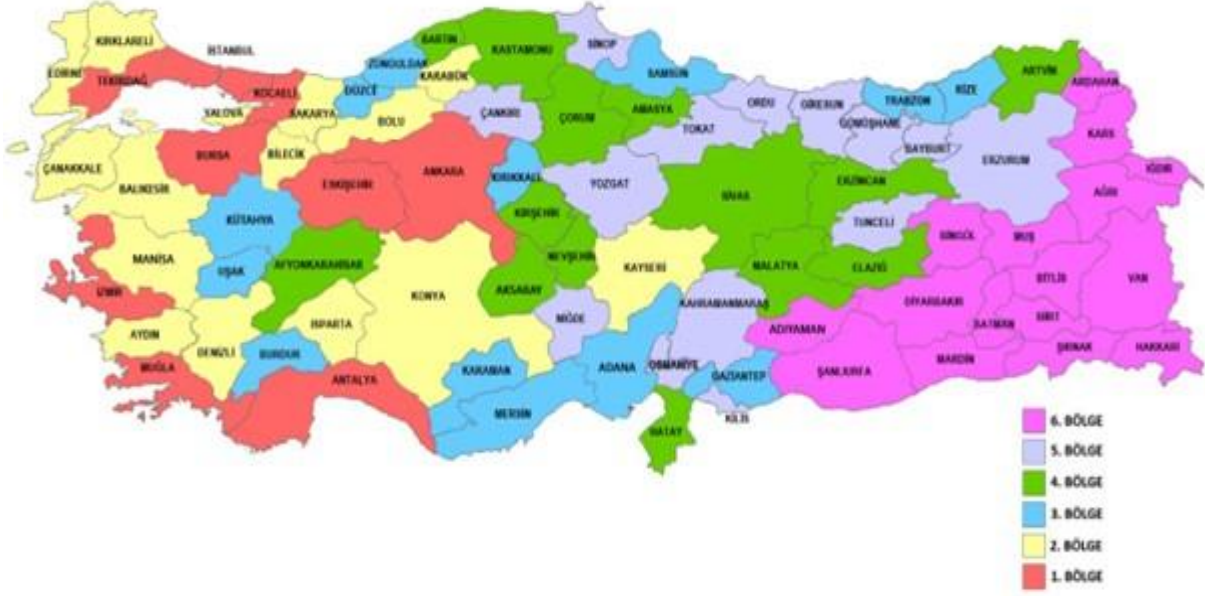 KIRKLARELİ
EDİRNE
TEKİRDAĞ
İSTANBUL
KOCAELİ
YALOVA
SAKARYA
DÜZCE
ZONGULDAK
BARTIN
KARABÜK
KASTAMONU
SİNOP
SAMSUN
ÇANKIRI
BOLU
ÇORUM
AMASYA
TOKAT
ORDU
GİRESUN
GÜMÜŞHANE
TRABZON
RİZE
ARTVİN
ARDAHAN
KARS
BAYBURT
ERZURUM
IĞDIR
AĞRI
ÇANAKKALE
BALIKESİR
BURSA
BİLECİK
ESKİŞEHİR
ANKARA
KIRIKKALE
YOZGAT
SİVAS
ERZİNCAN
TUNCELİ
KÜTAHYA
KIRŞEHİR
NEVŞEHİR
KAYSERİ
MALATYA
ELAZIĞ
BİNGÖL
MUŞ
BİTLİS
VAN
MANİSA
UŞAK
AFYONKARAHİSAR
KONYA
AKSARAY
İZMİR
AYDIN
DENİZLİ
ISPARTA
BURDUR
NİĞDE
KAHRAMANMARAŞ
ADIYAMAN
DİYARBAKIR
BATMAN
SİİRT
ŞIRNAK
HAKKARİ
MUĞLA
ANTALYA
KARAMAN
MERSİN
ADANA
OSMANİYE
GAZİANTEP
KİLİS
ŞANLIURFA
MARDİN
HATAY
6. BÖLGE
5. BÖLGE
4. BÖLGE
3. BÖLGE
2. BÖLGE
1. BÖLGE